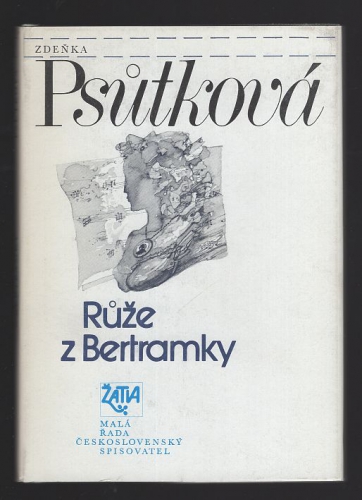 ZDEŇKA
Psůtková
Růže
z Bertramky
ŽATVA
MALÁ
ŘADA
ČESKOSLOVENSKÝ
SPISOVATEL